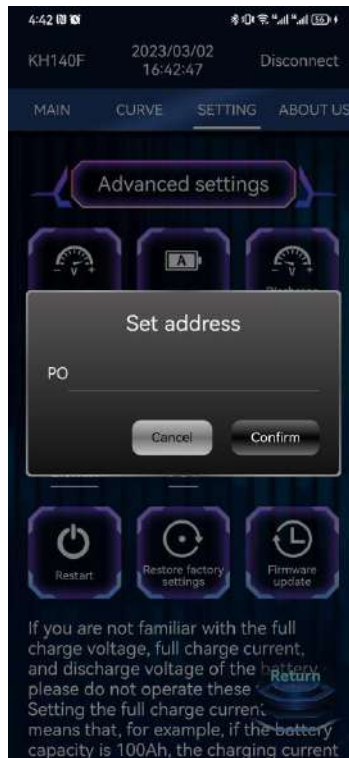 4:42
56
KH140F
2023/03/02
16:42:47
Disconnect
MAIN
CURVE
SETTING
ABOUT US
Advanced settings
A
Set address
PO
Cancel
Confirm
Restart
Restore factory
settings
Firmware
update
If you are not familiar with the full
charge voltage, full charge current,
and discharge voltage of the battery,
please do not operate these
Return
Setting the full charge current
means that, for example, if the battery
capacity is 100Ah, the charging current